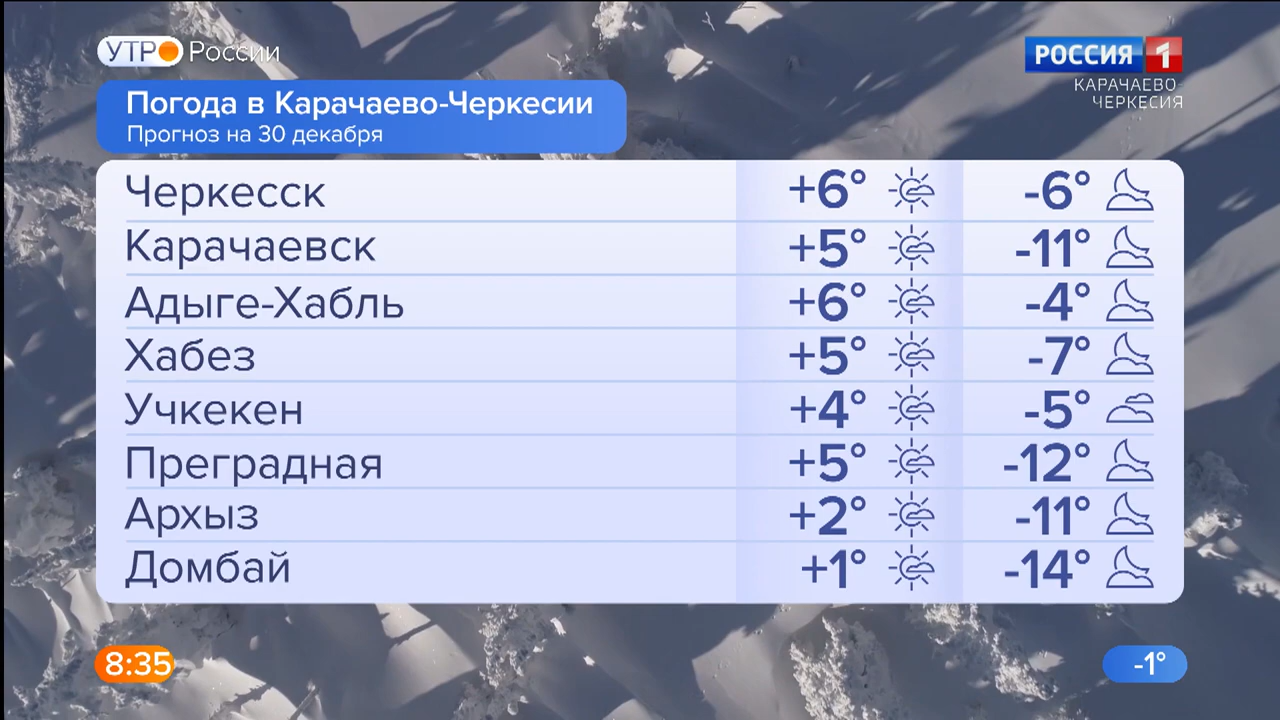 УТРО России
РОССИЯ 1
КАРАЧАЕВО-
ЧЕРКЕСИЯ
Погода в Карачаево-Черкесии
Прогноз на 30 декабря
Черкесск +6° -6°
Карачаевск +5° -11°
Адыге-Хабль +6° -4°
Хабез +5° -7°
Учкекен +4° -5°
Преградная +5° -12°
Архыз +2° -11°
Домбай +1° -14°
8:35 -1°